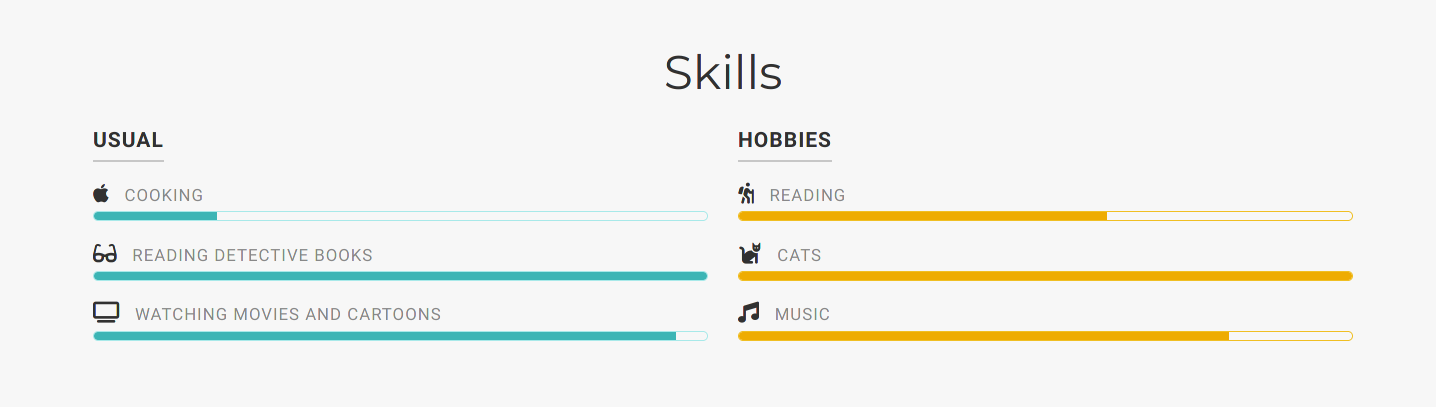 Skills
USUAL
COOKING
READING DETECTIVE BOOKS
WATCHING MOVIES AND CARTOONS
HOBBIES
READING
CATS
MUSIC